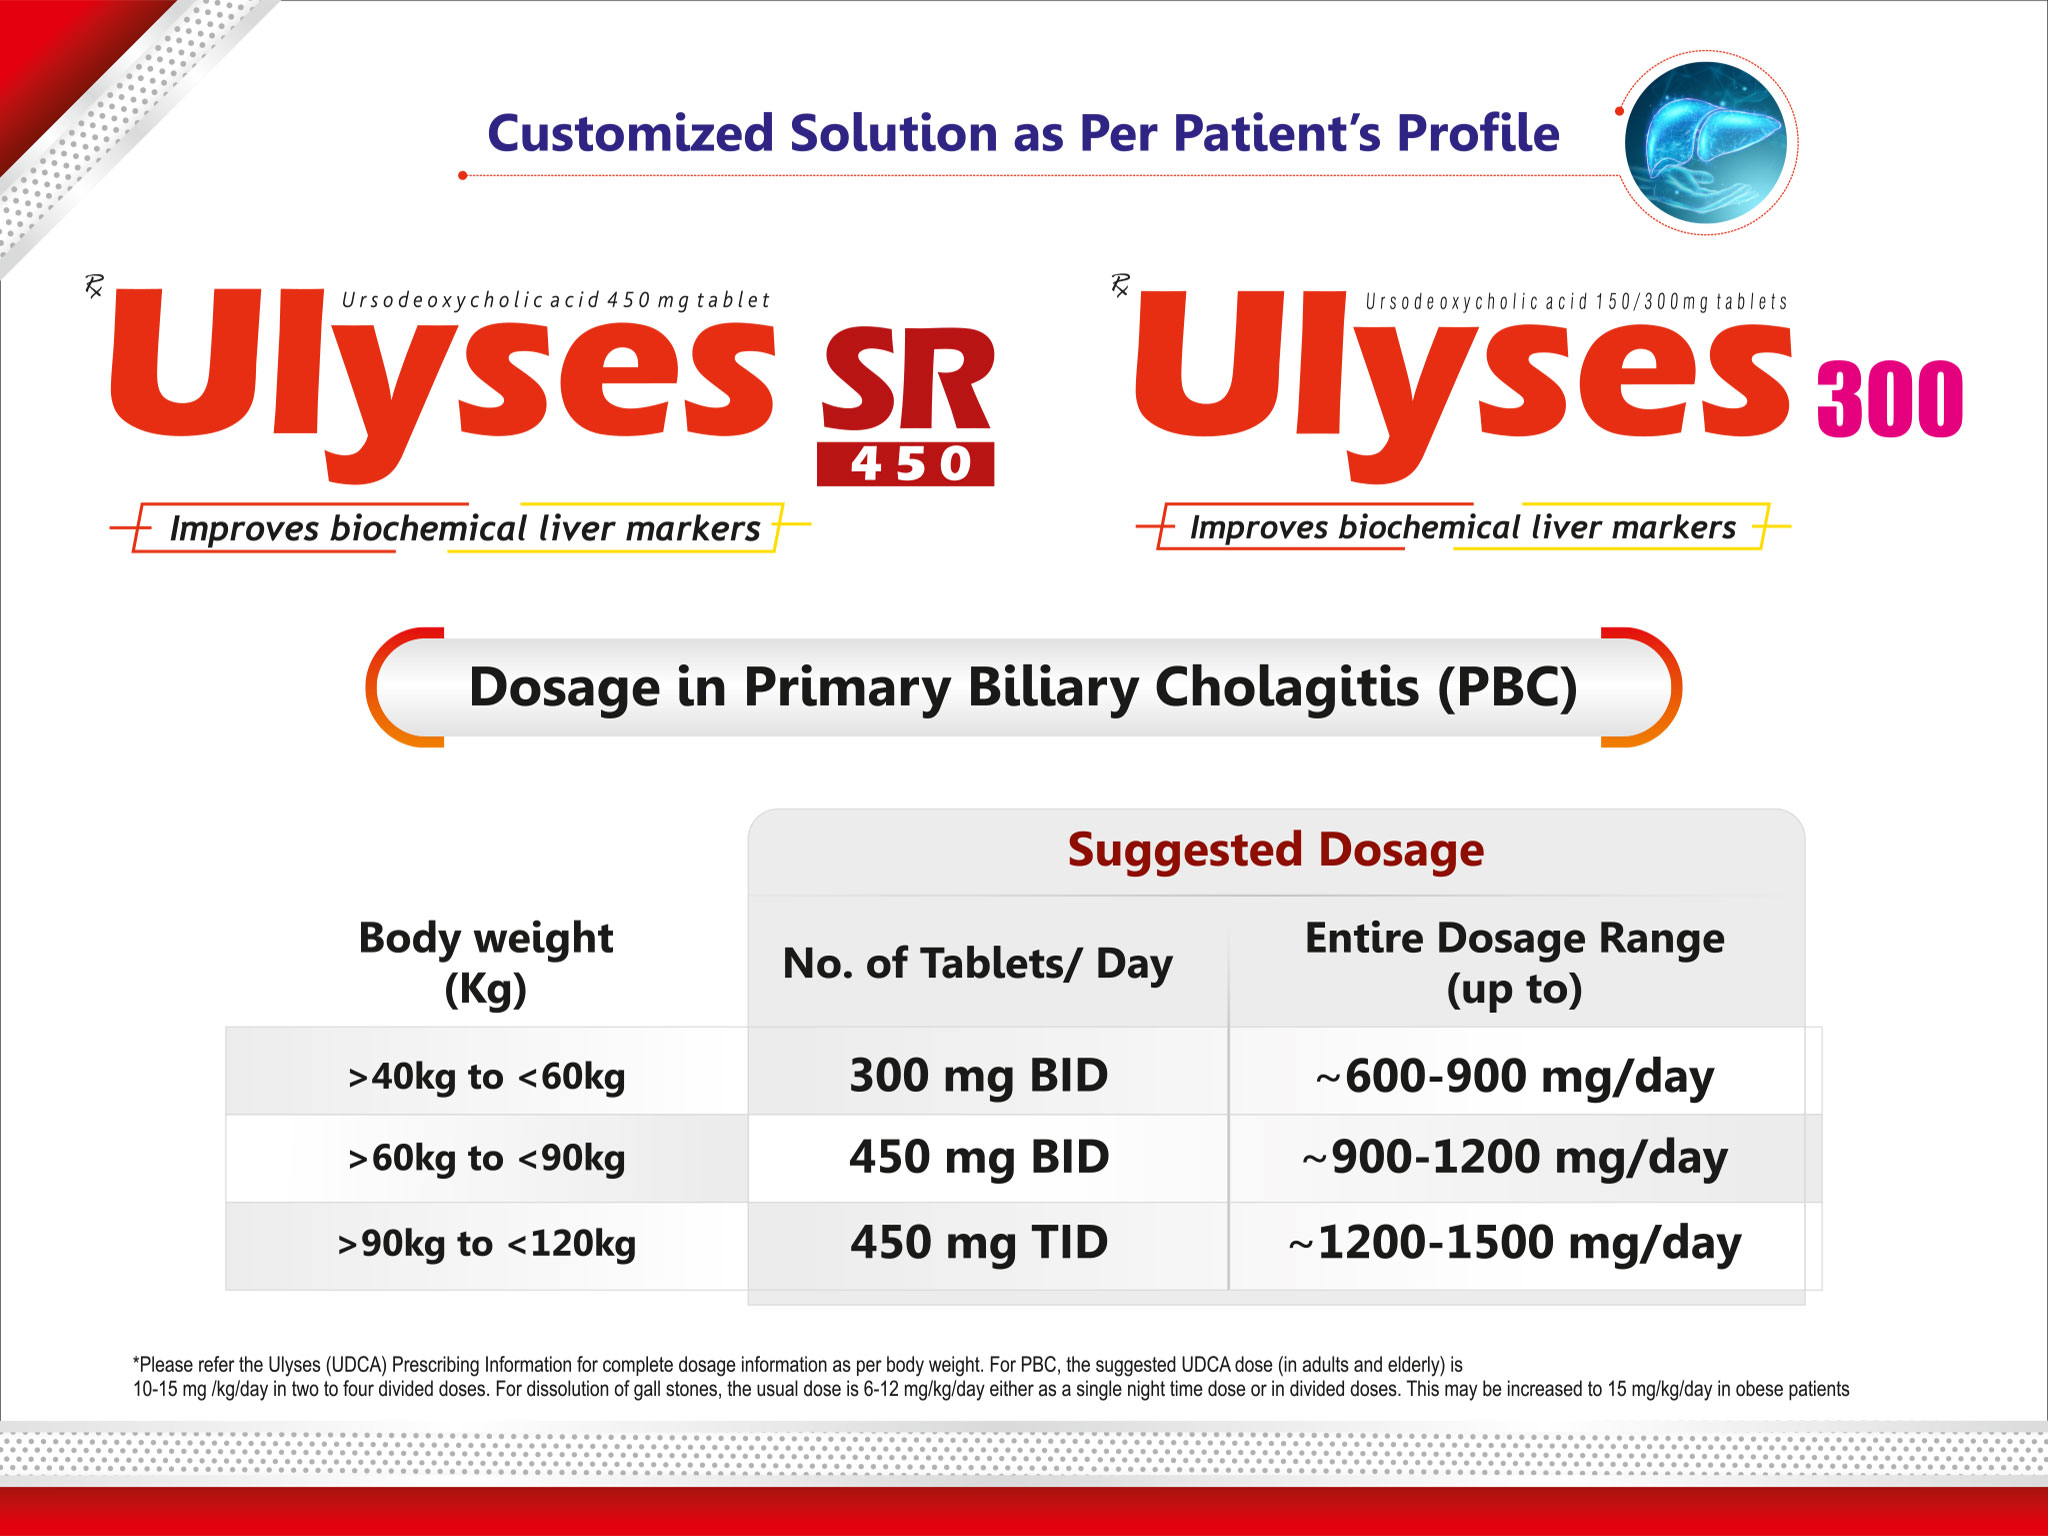 Customized Solution as Per Patient's Profile
Rx
Ursodeoxycholic acid 450 mg tablet
Ulyses SR
450
Improves biochemical liver markers
Rx
Ursodeoxycholic acid 150/300mg tablets
Ulyses 300
Improves biochemical liver markers
Dosage in Primary Biliary Cholagitis (PBC)
Suggested Dosage
Body weight
(Kg)
No. of Tablets/ Day
Entire Dosage Range
(up to)
>40kg to <60kg 300 mg BID ~600-900 mg/day
>60kg to <90kg 450 mg BID ~900-1200 mg/day
>90kg to <120kg 450 mg TID ~1200-1500 mg/day
*Please refer the Ulyses (UDCA) Prescribing Information for complete dosage information as per body weight. For PBC, the suggested UDCA dose (in adults and elderly) is
10-15 mg /kg/day in two to four divided doses. For dissolution of gall stones, the usual dose is 6-12 mg/kg/day either as a single night time dose or in divided doses. This may be increased to 15 mg/kg/day in obese patients